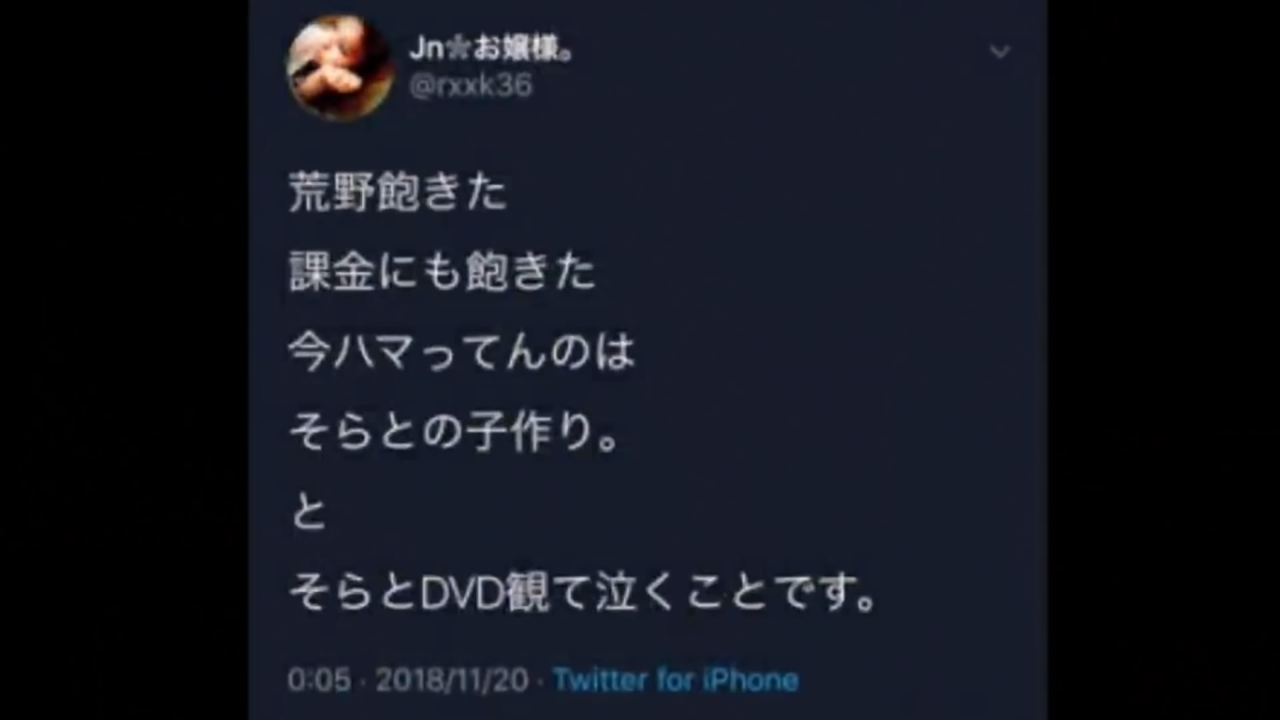 Jn☆お嬢様。
@rxxk36
荒野飽きた
課金にも飽きた
今ハマってんのは
そらとの子作り。
と
そらとDVD観て泣くことです。
0:05 · 2018/11/20 · Twitter for iPhone